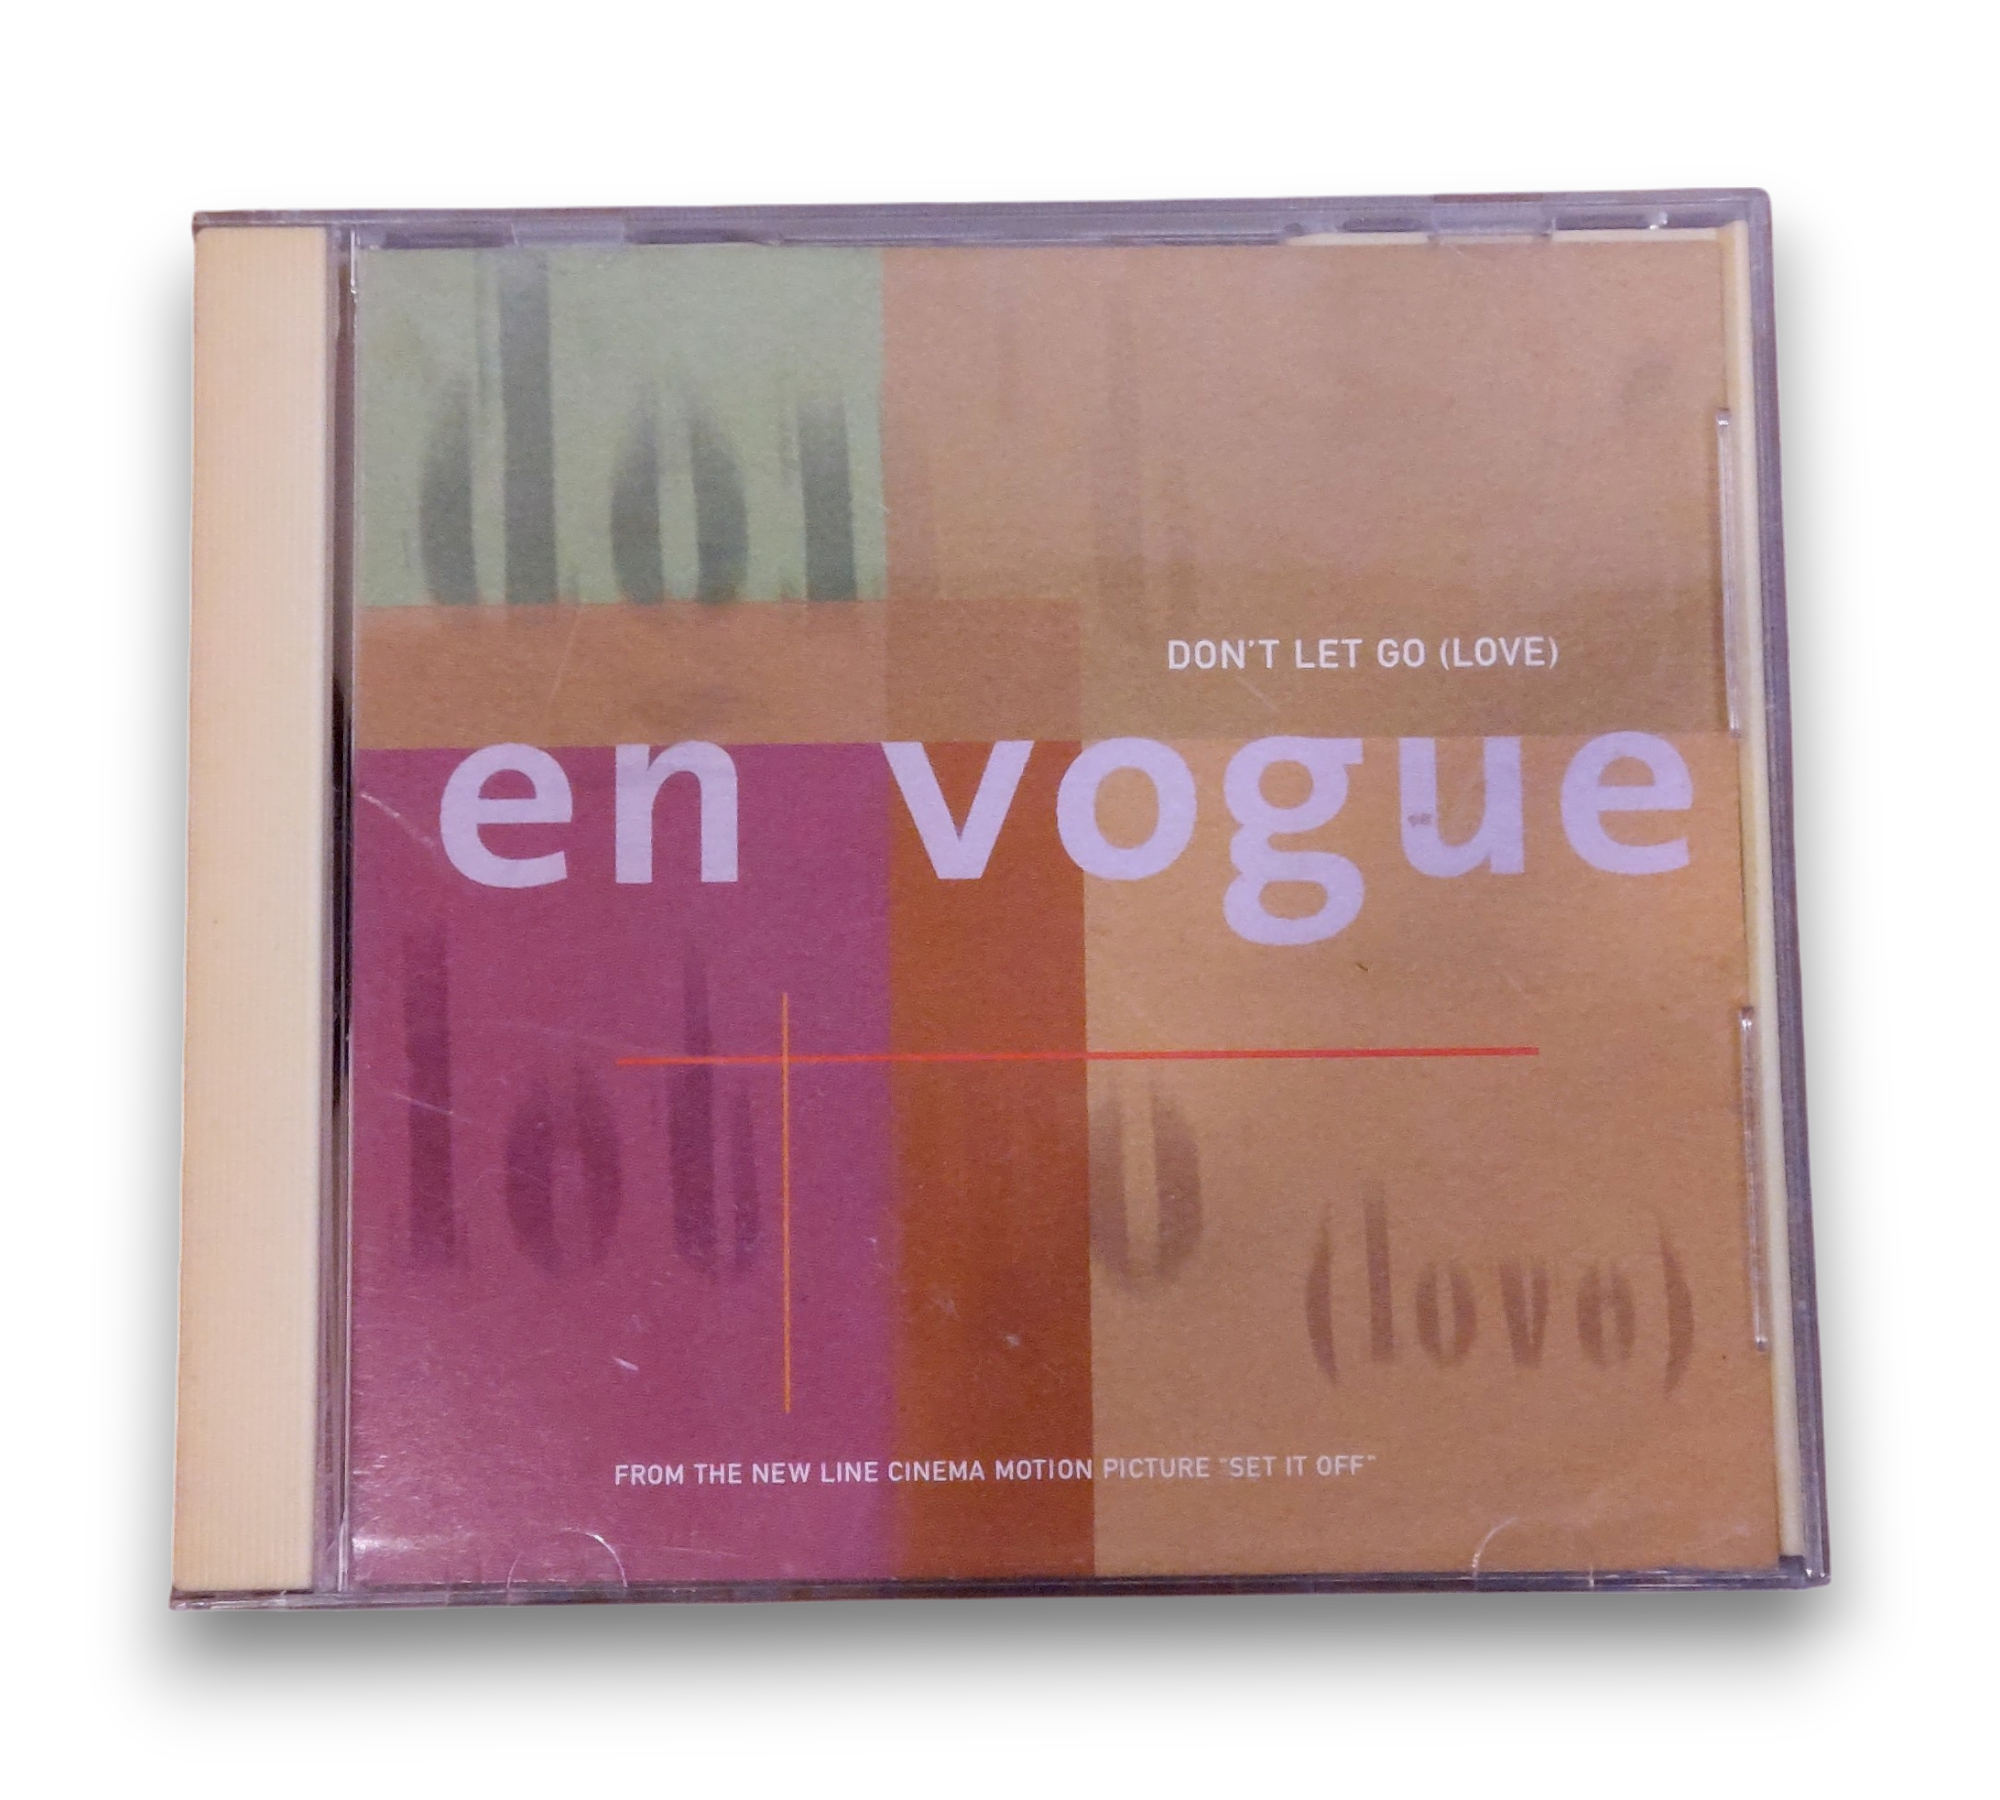 DON'T LET GO (LOVE)
en vogue
(love)
FROM THE NEW LINE CINEMA MOTION PICTURE "SET IT OFF"